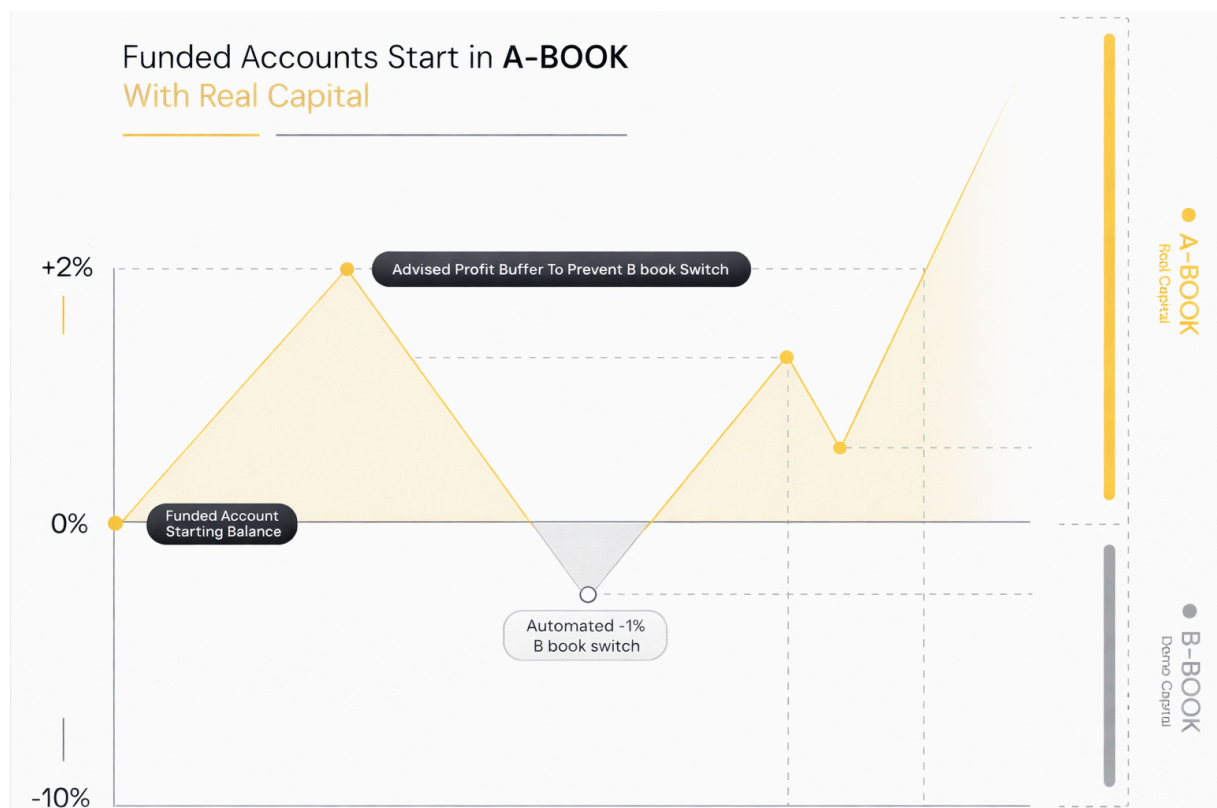 Funded Accounts Start in A-BOOK
With Real Capital
+2%
Advised Profit Buffer To Prevent B book Switch
A-BOOK
Real Capital
0%
Funded Account
Starting Balance
Automated -1%
B book switch
B-BOOK
Demo Capital
-10%